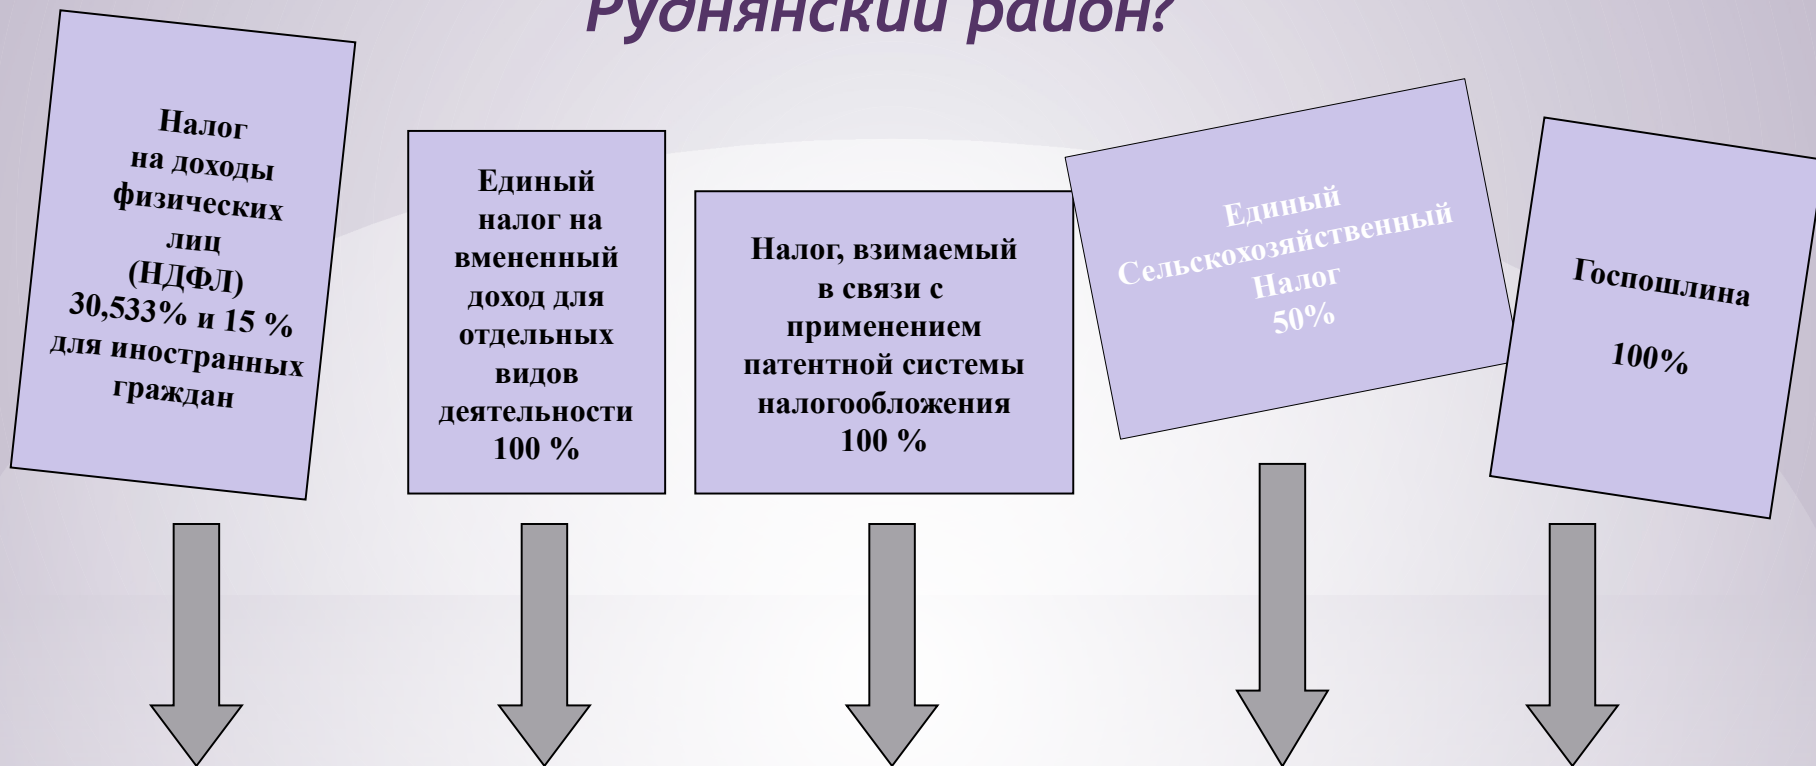 Руднянский район?
Налог
на доходы
физических
лиц
(НДФЛ)
30,533% и 15 %
для иностранных
граждан
Единый
налог на
вмененный
доход для
отдельных
видов
деятельности
100 %
Налог, взимаемый
в связи с
применением
патентной системы
налогообложения
100 %
Единый
Сельскохозяйственный
Налог
50%
Госпошлина
100%